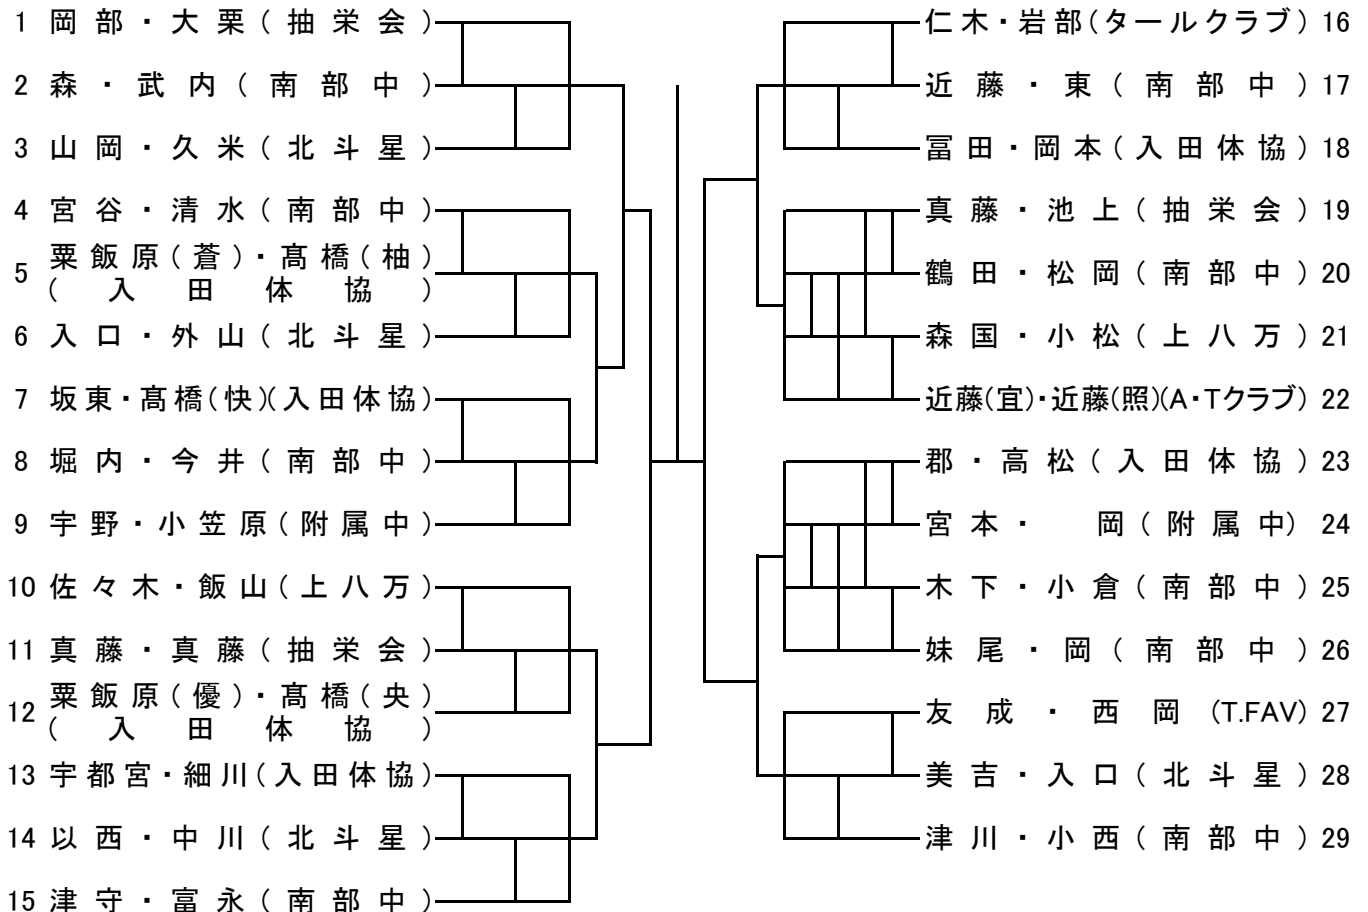 1 岡部・大栗(抽栄会)
2 森・武内(南部中)
3 山岡・久米(北斗星)
4 宮谷・清水(南部中)
5 粟飯原(蒼)・髙橋(柚)
(入田体協)
6 入口・外山(北斗星)
7 坂東・髙橋(快)(入田体協)
8 堀内・今井(南部中)
9 宇野・小笠原(附属中)
10 佐々木・飯山(上八万)
11 真藤・真藤(抽栄会)
12 粟飯原(優)・髙橋(央)
(入田体協)
13 宇都宮・細川(入田体協)
14 以西・中川(北斗星)
15 津守・富永(南部中)
仁木・岩部(タールクラブ) 16
近藤・東(南部中) 17
冨田・岡本(入田体協) 18
真藤・池上(抽栄会) 19
鶴田・松岡(南部中) 20
森国・小松(上八万) 21
近藤(宜)・近藤(照)(A・Tクラブ) 22
郡・高松(入田体協) 23
宮本・岡(附属中) 24
木下・小倉(南部中) 25
妹尾・岡(南部中) 26
友成・西岡(T.FAV) 27
美吉・入口(北斗星) 28
津川・小西(南部中) 29